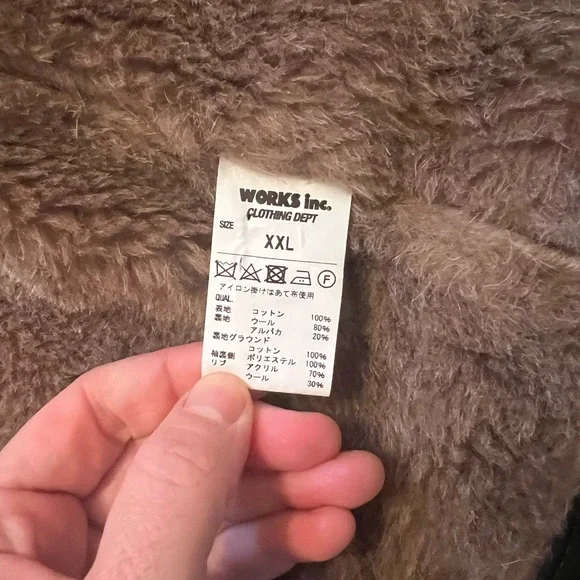 WORKS inc.
CLOTHING DEPT
SIZE
XXL
F
アイロン掛けはあて布使用
QUAL.
表地 コットン 100%
裏地 ウール 80%
アルパカ 20%
裏地グラウンド
コットン 100%
袖裏側 ポリエステル 100%
リブ アクリル 70%
ウール 30%